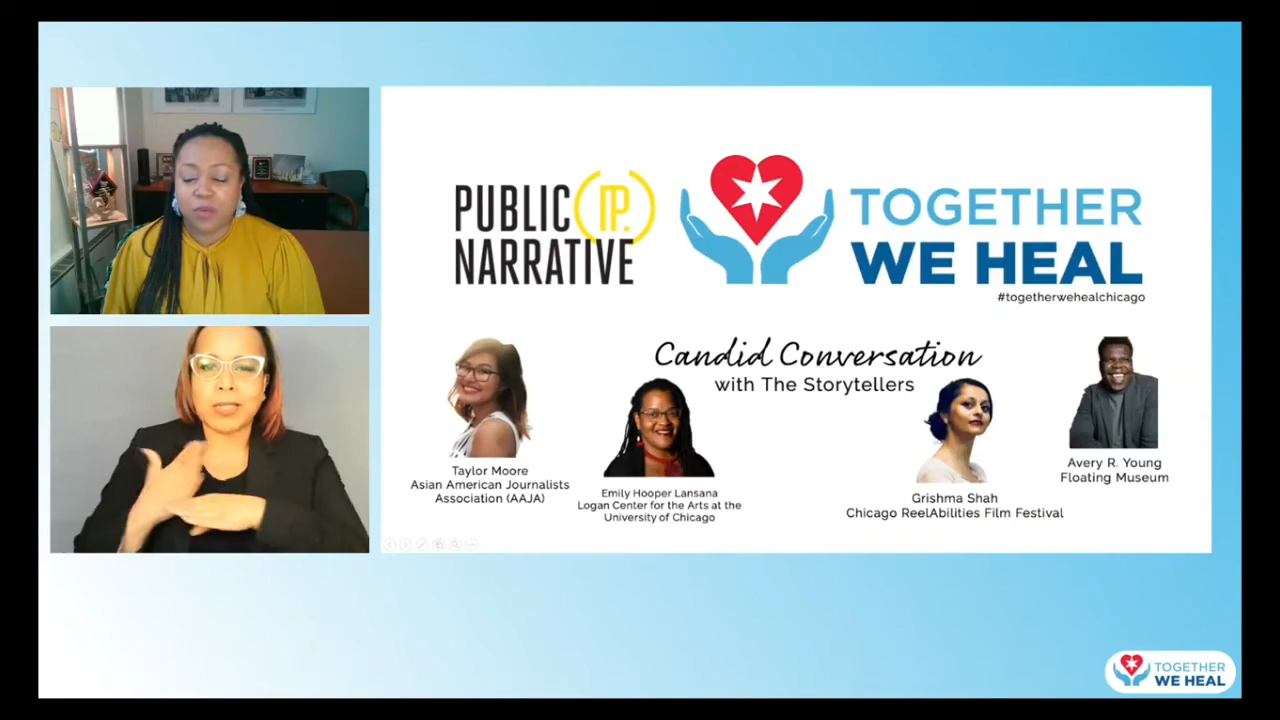 PUBLIC (P.)
NARRATIVE
TOGETHER
WE HEAL
#togetherwehealchicago
Candid Conversation
with The Storytellers
Taylor Moore
Asian American Journalists
Association (AAJA)
Emily Hooper Lansana
Logan Center for the Arts at the
University of Chicago
Grishma Shah
Chicago ReelAbilities Film Festival
Avery R. Young
Floating Museum
TOGETHER
WE HEAL